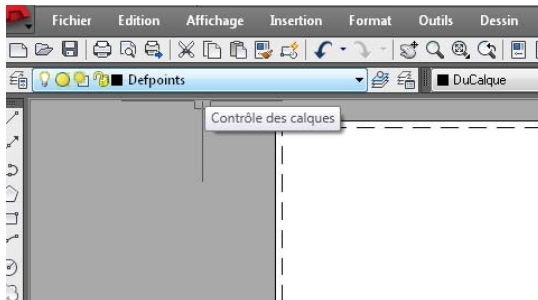 Fichier Edition Affichage Insertion Format Outils Dessin
Defpoints DuCalque
Contrôle des calques